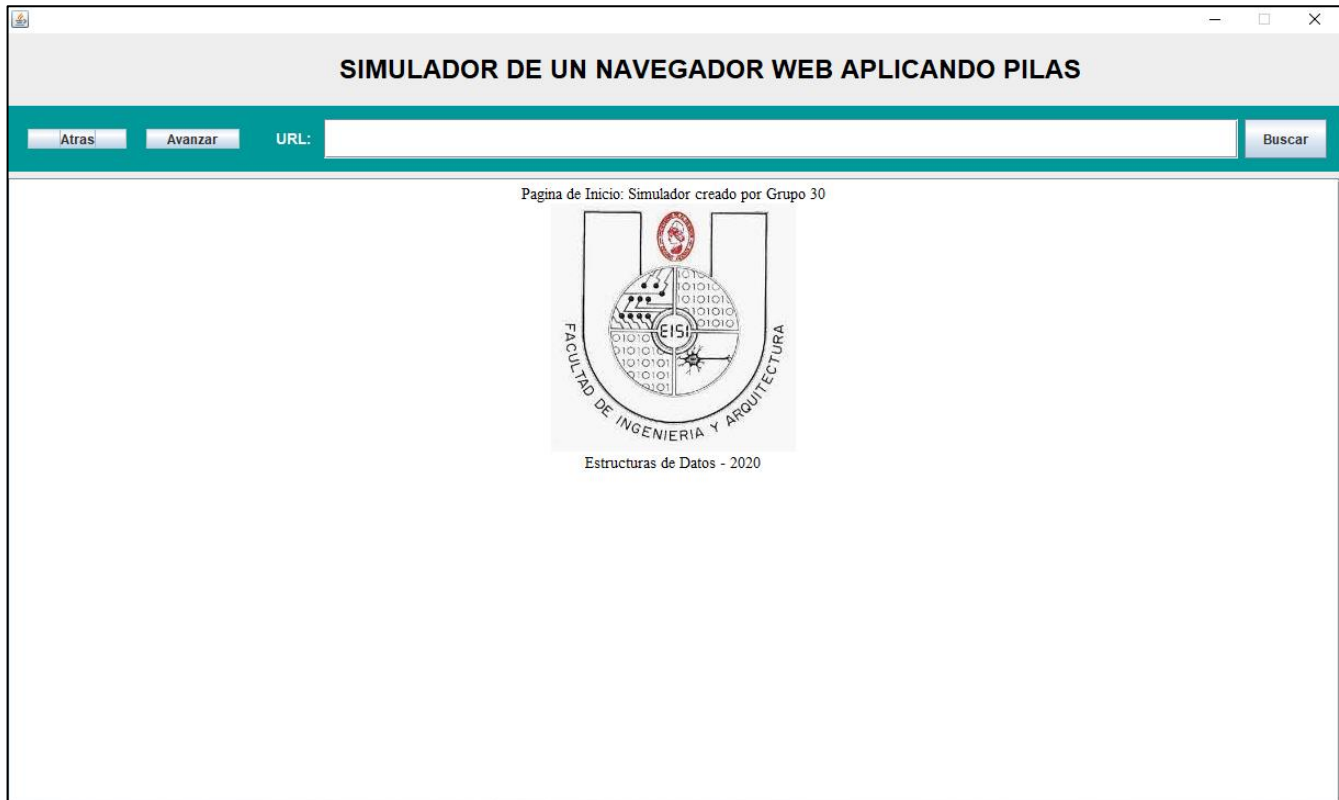 SIMULADOR DE UN NAVEGADOR WEB APLICANDO PILAS
Atras Avanzar URL: Buscar
Pagina de Inicio: Simulador creado por Grupo 30
EISI
FACULTAD DE INGENIERIA Y ARQUITECTURA
Estructuras de Datos - 2020